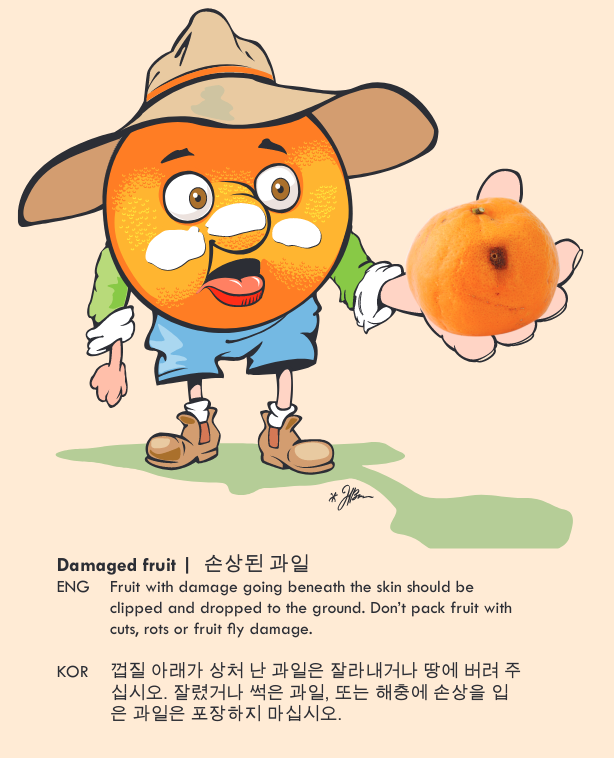 Damaged fruit | 손상된 과일
ENG Fruit with damage going beneath the skin should be
clipped and dropped to the ground. Don't pack fruit with
cuts, rots or fruit fly damage.
KOR 껍질 아래가 상처 난 과일은 잘라내거나 땅에 버려 주
십시오. 잘렸거나 썩은 과일, 또는 해충에 손상을 입
은 과일은 포장하지 마십시오.